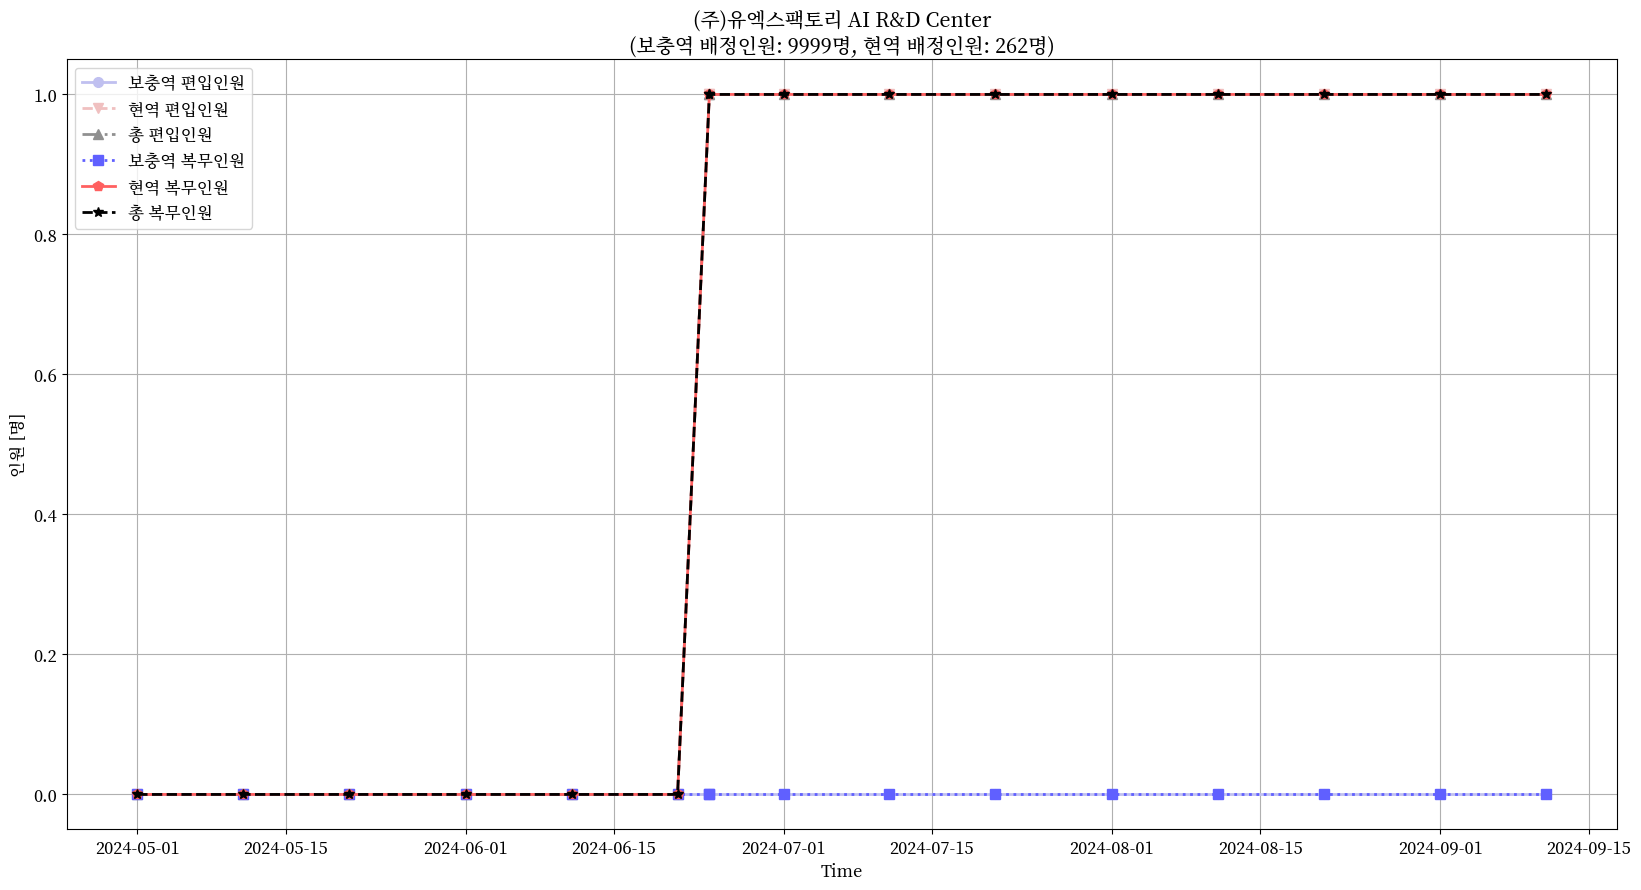 (주)유엑스팩토리 AI R&D Center
(보충역 배정인원: 9999명, 현역 배정인원: 262명)
보충역 편입인원
현역 편입인원
총 편입인원
보충역 복무인원
현역 복무인원
총 복무인원
1.0
0.8
0.6
0.4
0.2
0.0
인원 [명]
2024-05-01
2024-05-15
2024-06-01
2024-06-15
2024-07-01
2024-07-15
2024-08-01
2024-08-15
2024-09-01
2024-09-15
Time